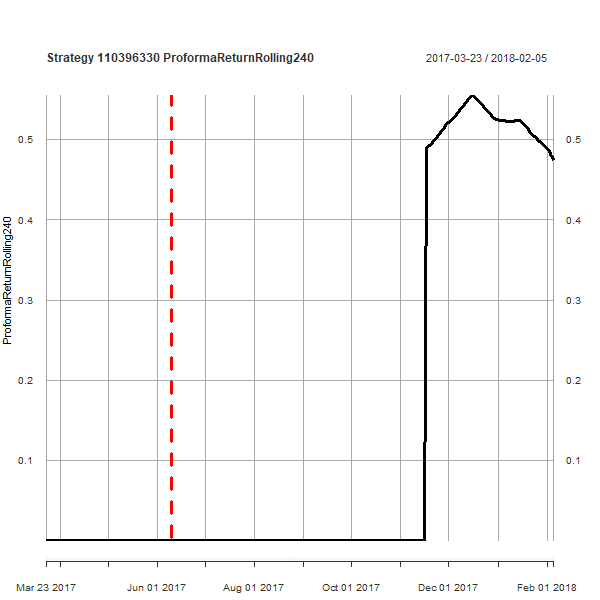 Strategy 110396330 ProformaReturnRolling240
2017-03-23 / 2018-02-05
ProformaReturnRolling240
0.5
0.4
0.3
0.2
0.1
0.5
0.4
0.3
0.2
0.1
Mar 23 2017
Jun 01 2017
Aug 01 2017
Oct 01 2017
Dec 01 2017
Feb 01 2018